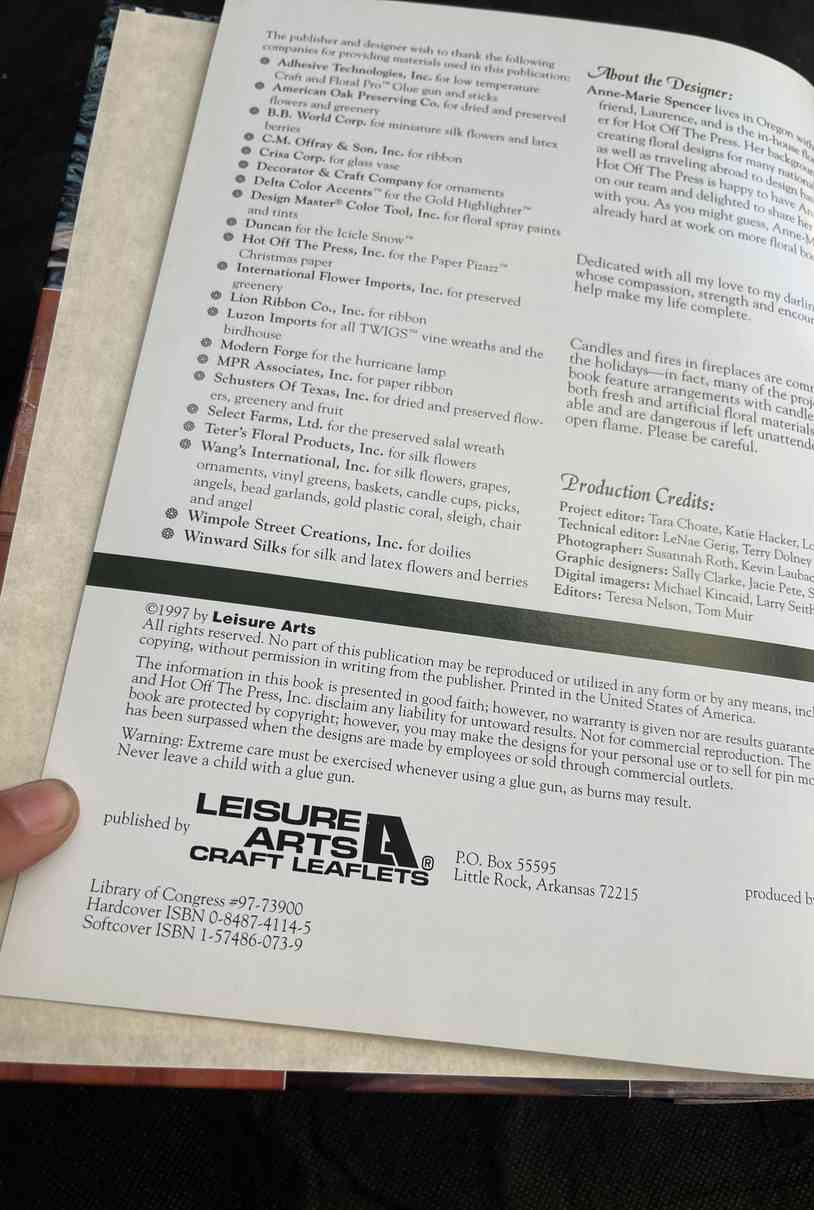 The publisher and designer wish to thank the following
companies for providing materials used in this publication:
Adhesive Technologies, Inc. for low temperature
Craft and Floral Pro™ Glue gun and sticks
American Oak Preserving Co. for dried and preserved
flowers and greenery
B.B. World Corp. for miniature silk flowers and latex
berries
C.M. Offray & Son, Inc. for ribbon
Crisa Corp. for glass vase
Decorator & Craft Company for ornaments
Delta Color Accents™ for the Gold Highlighter™
Design Master® Color Tool, Inc. for floral spray paints
and tints
Duncan for the Icicle Snow™
Hot Off The Press, Inc. for the Paper Pizazz™
Christmas paper
International Flower Imports, Inc. for preserved
greenery
Lion Ribbon Co., Inc. for ribbon
Luzon Imports for all TWIGS™ vine wreaths and the
birdhouse
Modern Forge for the hurricane lamp
MPR Associates, Inc. for paper ribbon
Schusters Of Texas, Inc. for dried and preserved flow-
ers, greenery and fruit
Select Farms, Ltd. for the preserved salal wreath
Teter's Floral Products, Inc. for silk flowers
Wang's International, Inc. for silk flowers, grapes,
ornaments, vinyl greens, baskets, candle cups, picks,
angels, bead garlands, gold plastic coral, sleigh, chair
and angel
Wimpole Street Creations, Inc. for doilies
Winward Silks for silk and latex flowers and berries
About the Designer:
Anne-Marie Spencer lives in Oregon with
friend, Laurence, and is the in-house
er for Hot Off The Press. Her
creating floral designs for many
as well as traveling abroad to design
Hot Off The Press is happy to have
on our team and delighted to share her
with you. As you might guess,
already hard at work on more floral
Dedicated with all my love to my
whose compassion, strength and
help make my life complete.
Candles and fires in fireplaces are
the holidays—in fact, many of the
book feature arrangements with
both fresh and artificial floral materials
able and are dangerous if left
open flame. Please be careful.
Production Credits:
Project editor: Tara Choate, Katie Hacker,
Technical editor: LeNae Gerig, Terry Dolney
Photographer: Susannah Roth, Kevin
Graphic designers: Sally Clarke, Jacie Pete,
Digital imagers: Michael Kincaid, Larry
Editors: Teresa Nelson, Tom Muir
©1997 by Leisure Arts
All rights reserved. No part of this publication may be reproduced or utilized in any form or by any means,
copying, without permission in writing from the publisher. Printed in the United States of America.
The information in this book is presented in good faith; however, no warranty is given nor are results
and Hot Off The Press, Inc. disclaim any liability for untoward results. Not for commercial reproduction. The
book are protected by copyright; however, you may make the designs for your personal use or to sell for pin
has been surpassed when the designs are made by employees or sold through commercial outlets.
Warning: Extreme care must be exercised whenever using a glue gun, as burns may result.
Never leave a child with a glue gun.
published by
LEISURE
ARTS
CRAFT LEAFLETS®
P.O. Box 55595
Little Rock, Arkansas 72215
produced
Library of Congress #97-73900
Hardcover ISBN 0-8487-4114-5
Softcover ISBN 1-57486-073-9